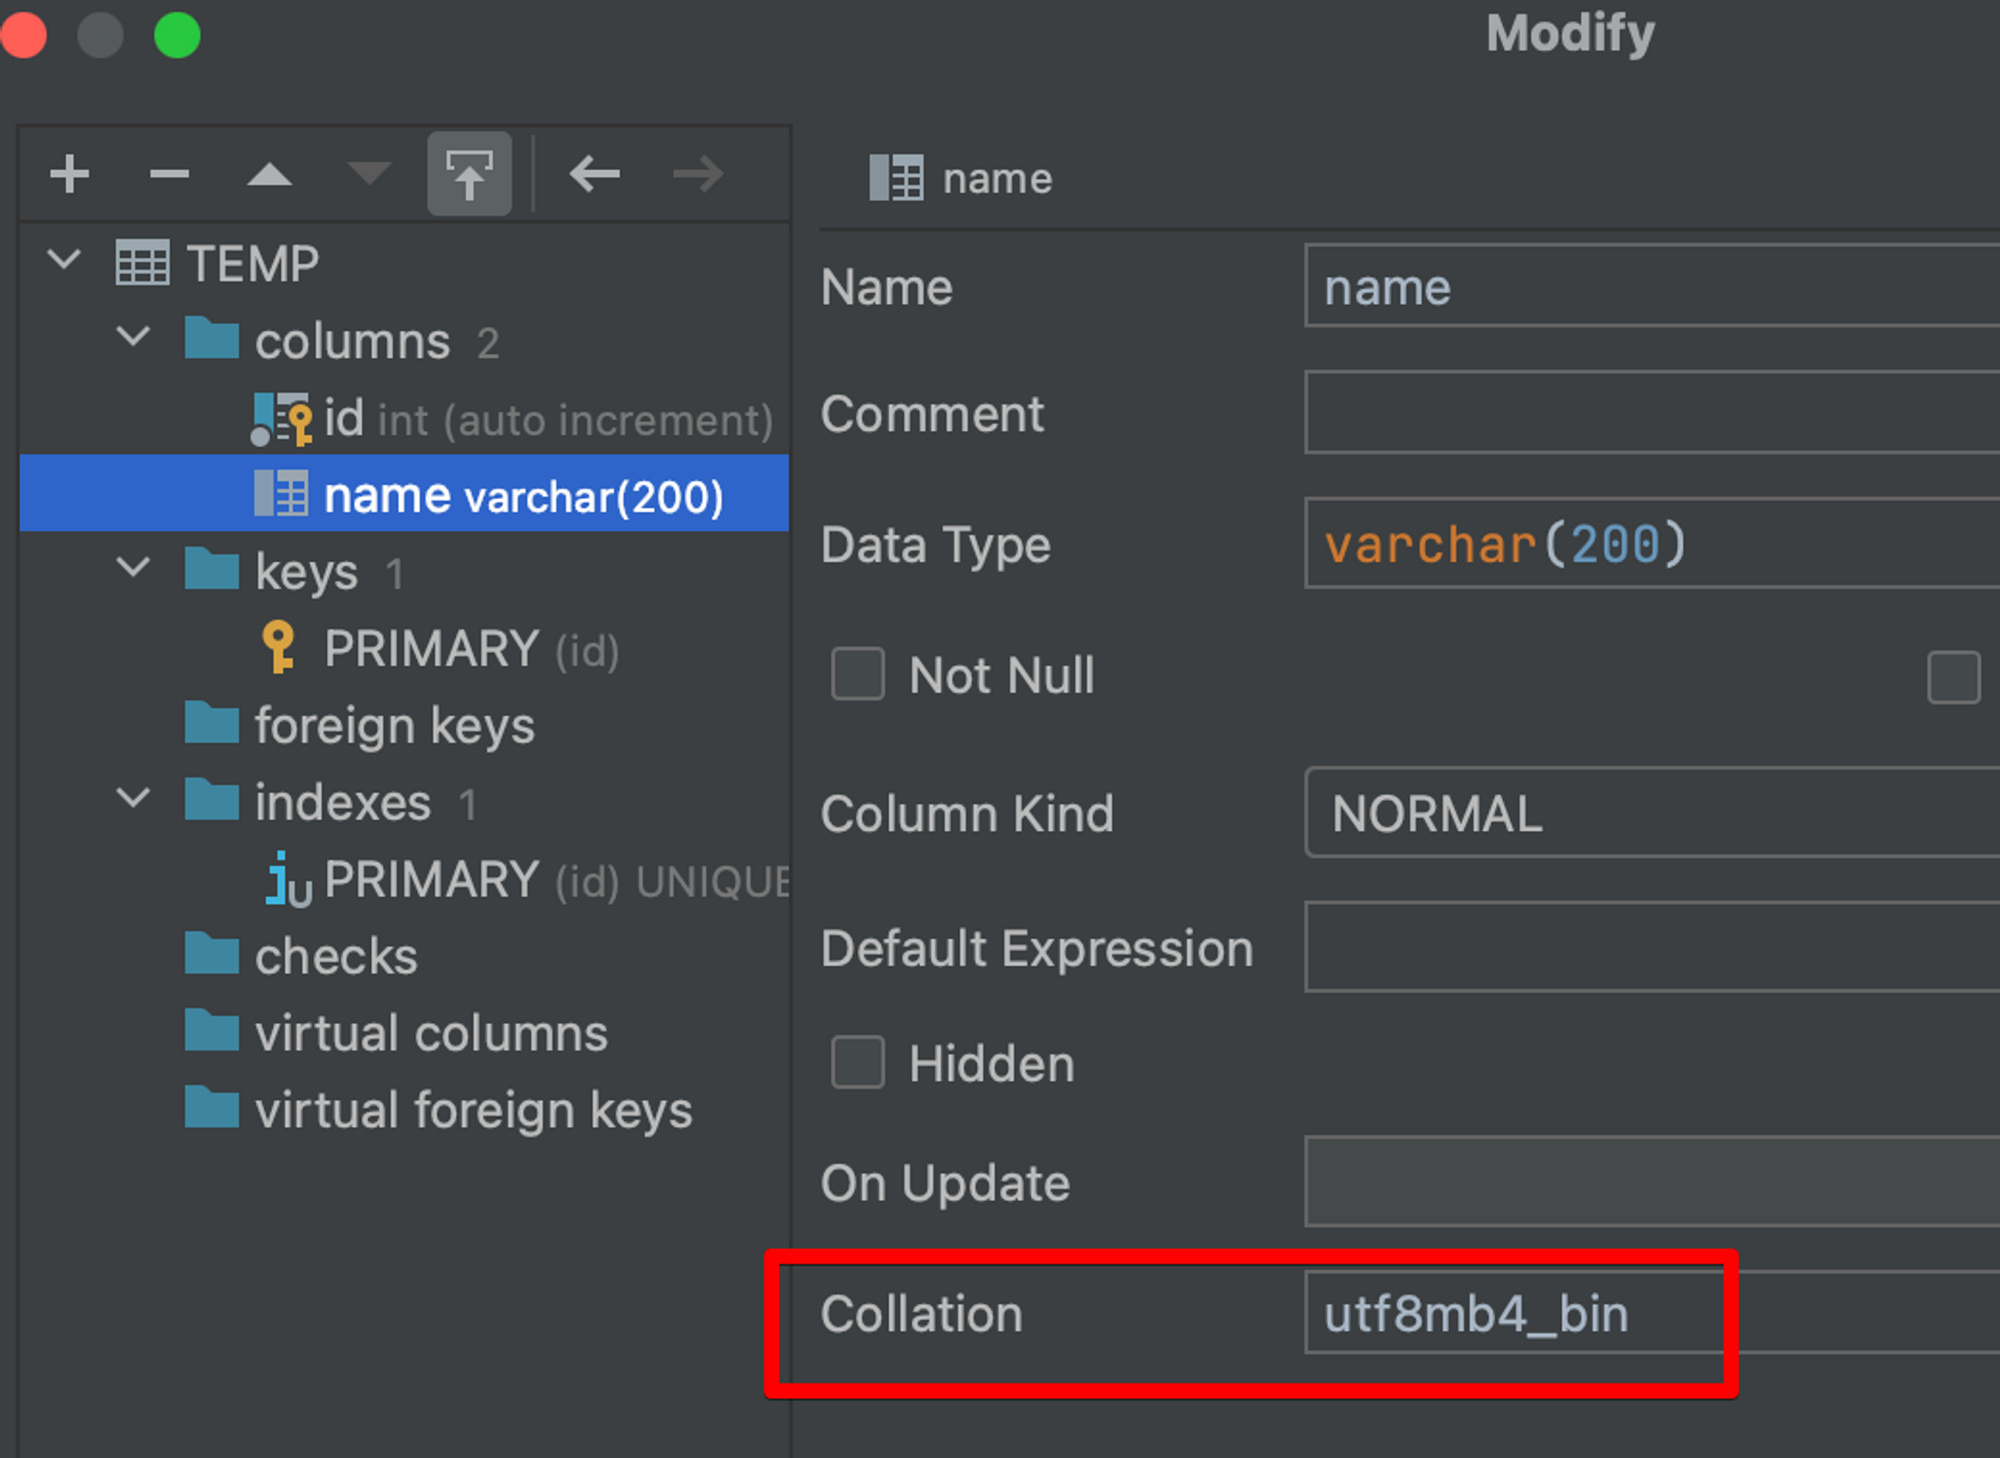 Modify
TEMP
columns 2
id int (auto increment)
name varchar(200)
keys 1
PRIMARY (id)
foreign keys
indexes 1
PRIMARY (id) UNIQUE
checks
virtual columns
virtual foreign keys
name
Name name
Comment
Data Type varchar(200)
Not Null
Column Kind NORMAL
Default Expression
Hidden
On Update
Collation utf8mb4_bin